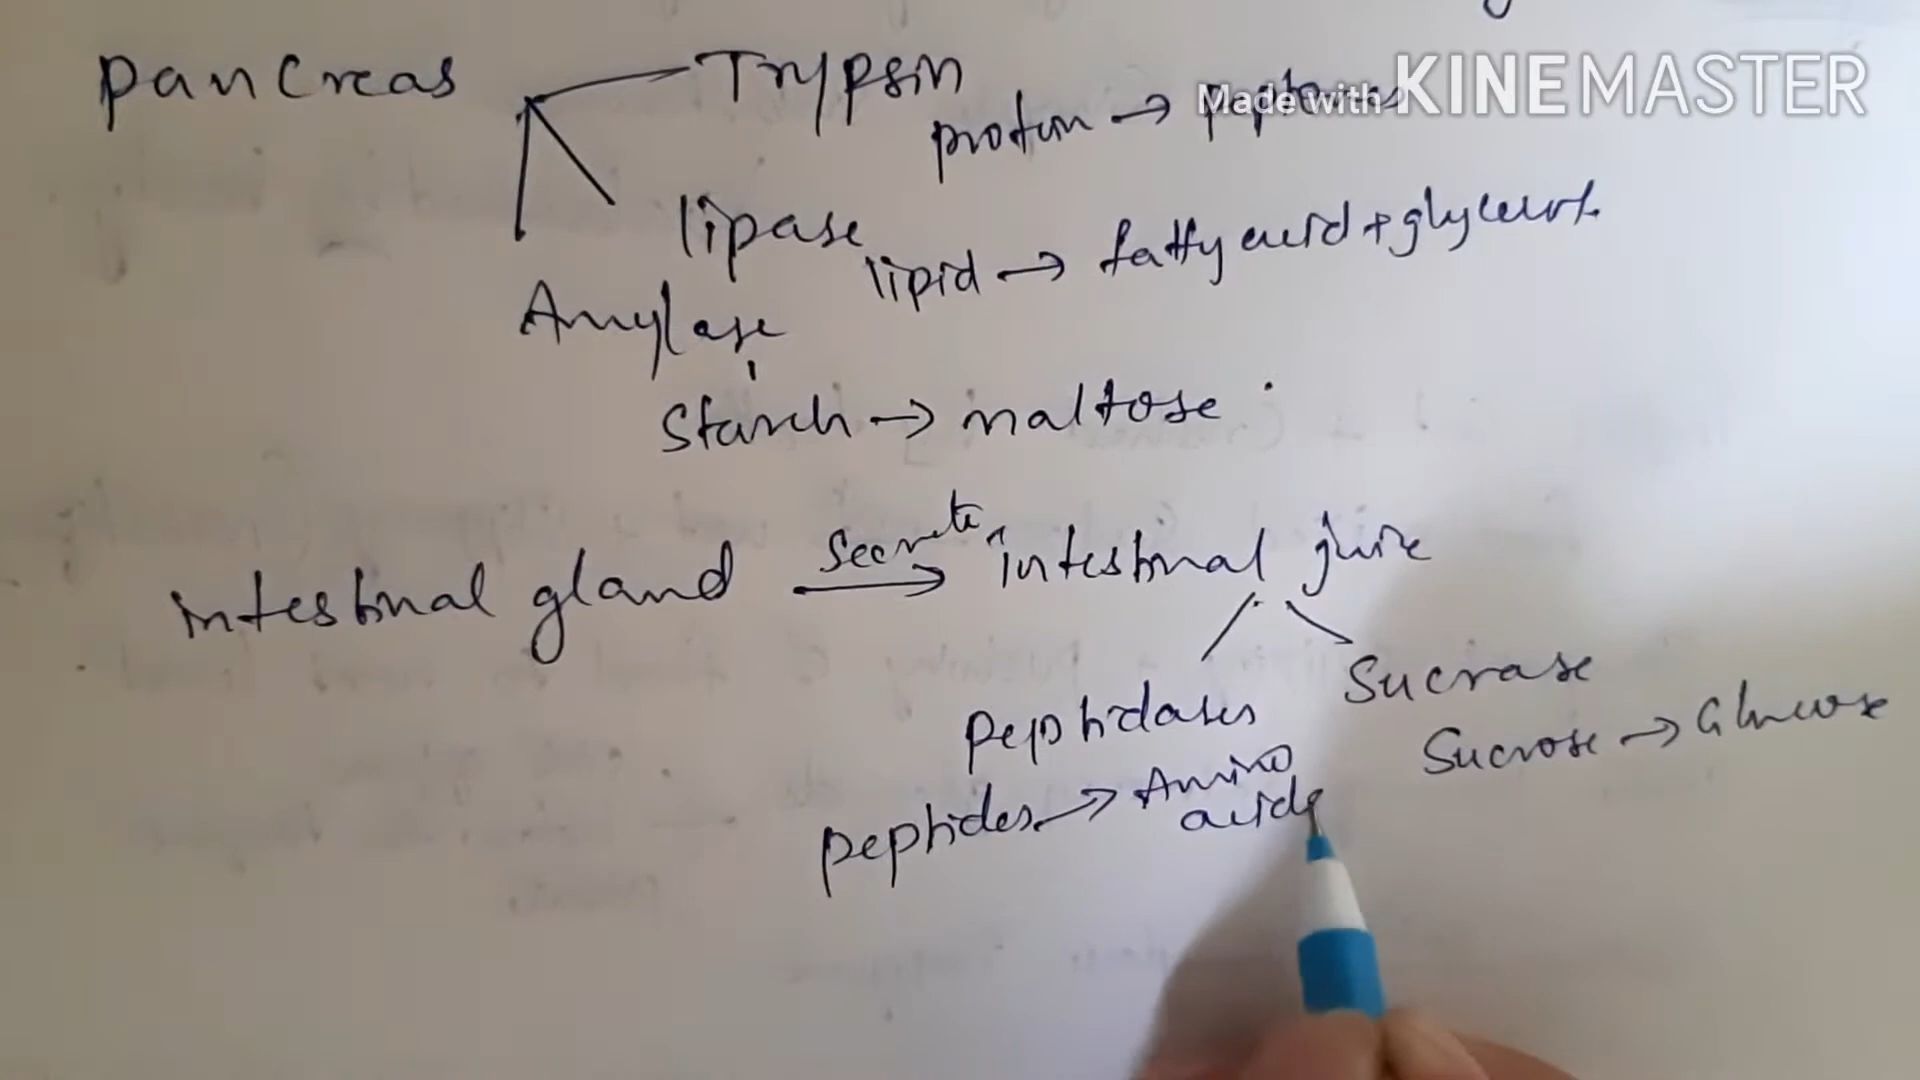 pancreas
Trypsin
protein → peptones
Made with KINEMASTER
lipase
lipid → fatty acid + glycerol.
Amylase
Starch → maltose
intestinal gland secrete → intestinal juice
Peptidases
Sucrase
Sucrose → Glucose
peptides → Amino acids